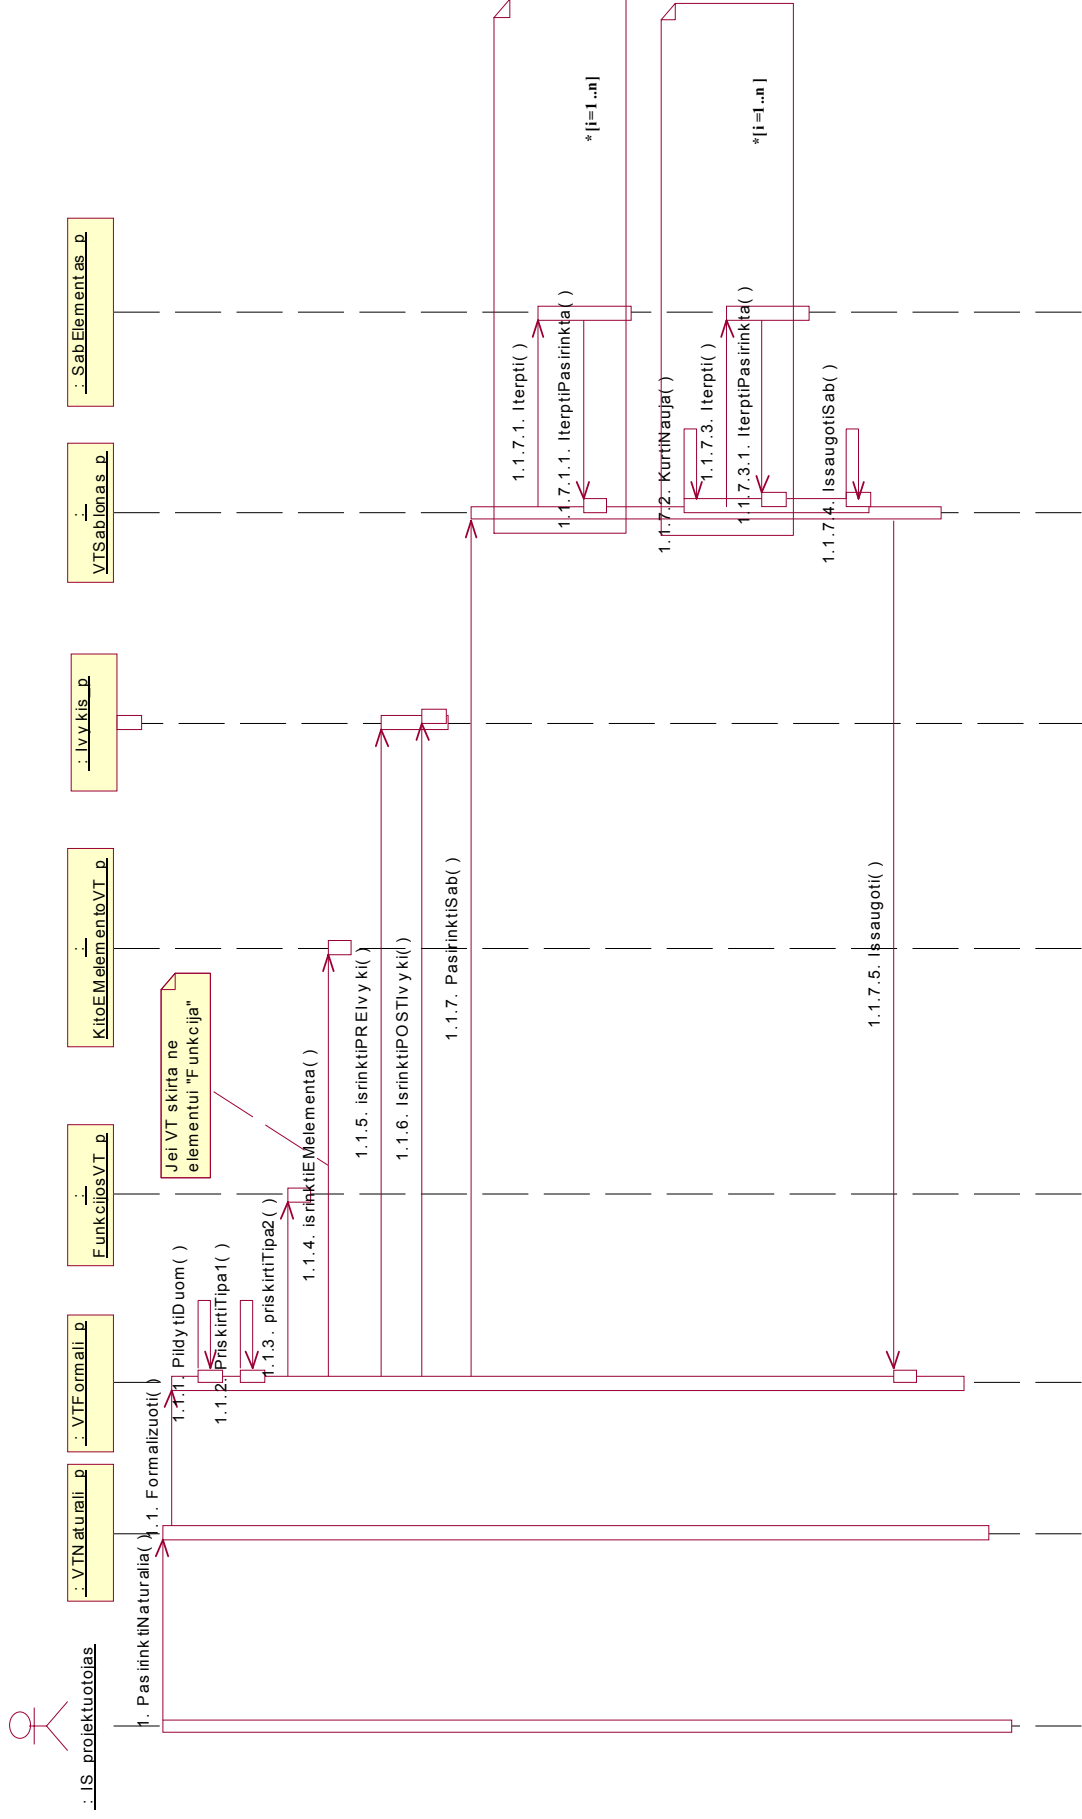 : IS_projektuotojas
: VTNaturali_p
: VTFormali_p
:
FunkcijosVT_p
:
KitoEMelementoVT_p
: Ivykis_p
:
VTSablonas_p
: SabElementas_p
1. PasirinktiNaturalia( )
1.1. Formalizuoti( )
1.1.1. PildytiDuom( )
1.1.2. PriskirtiTipa1( )
1.1.3. priskirtiTipa2( )
Jei VT skirta ne
elementui "Funkcija"
1.1.4. isrinktiEMelementa( )
1.1.5. isrinktiPREIvyki( )
1.1.6. IsrinktiPOSTIvyki( )
1.1.7. PasirinktiSab( )
1.1.7.1. Iterpti( )
1.1.7.1.1. IterptiPasirinkta( )
*[i=1..n]
1.1.7.2. KurtiNauja( )
1.1.7.3. Iterpti( )
1.1.7.3.1. IterptiPasirinkta( )
*[i=1..n]
1.1.7.4. IssaugotiSab( )
1.1.7.5. Issaugoti( )